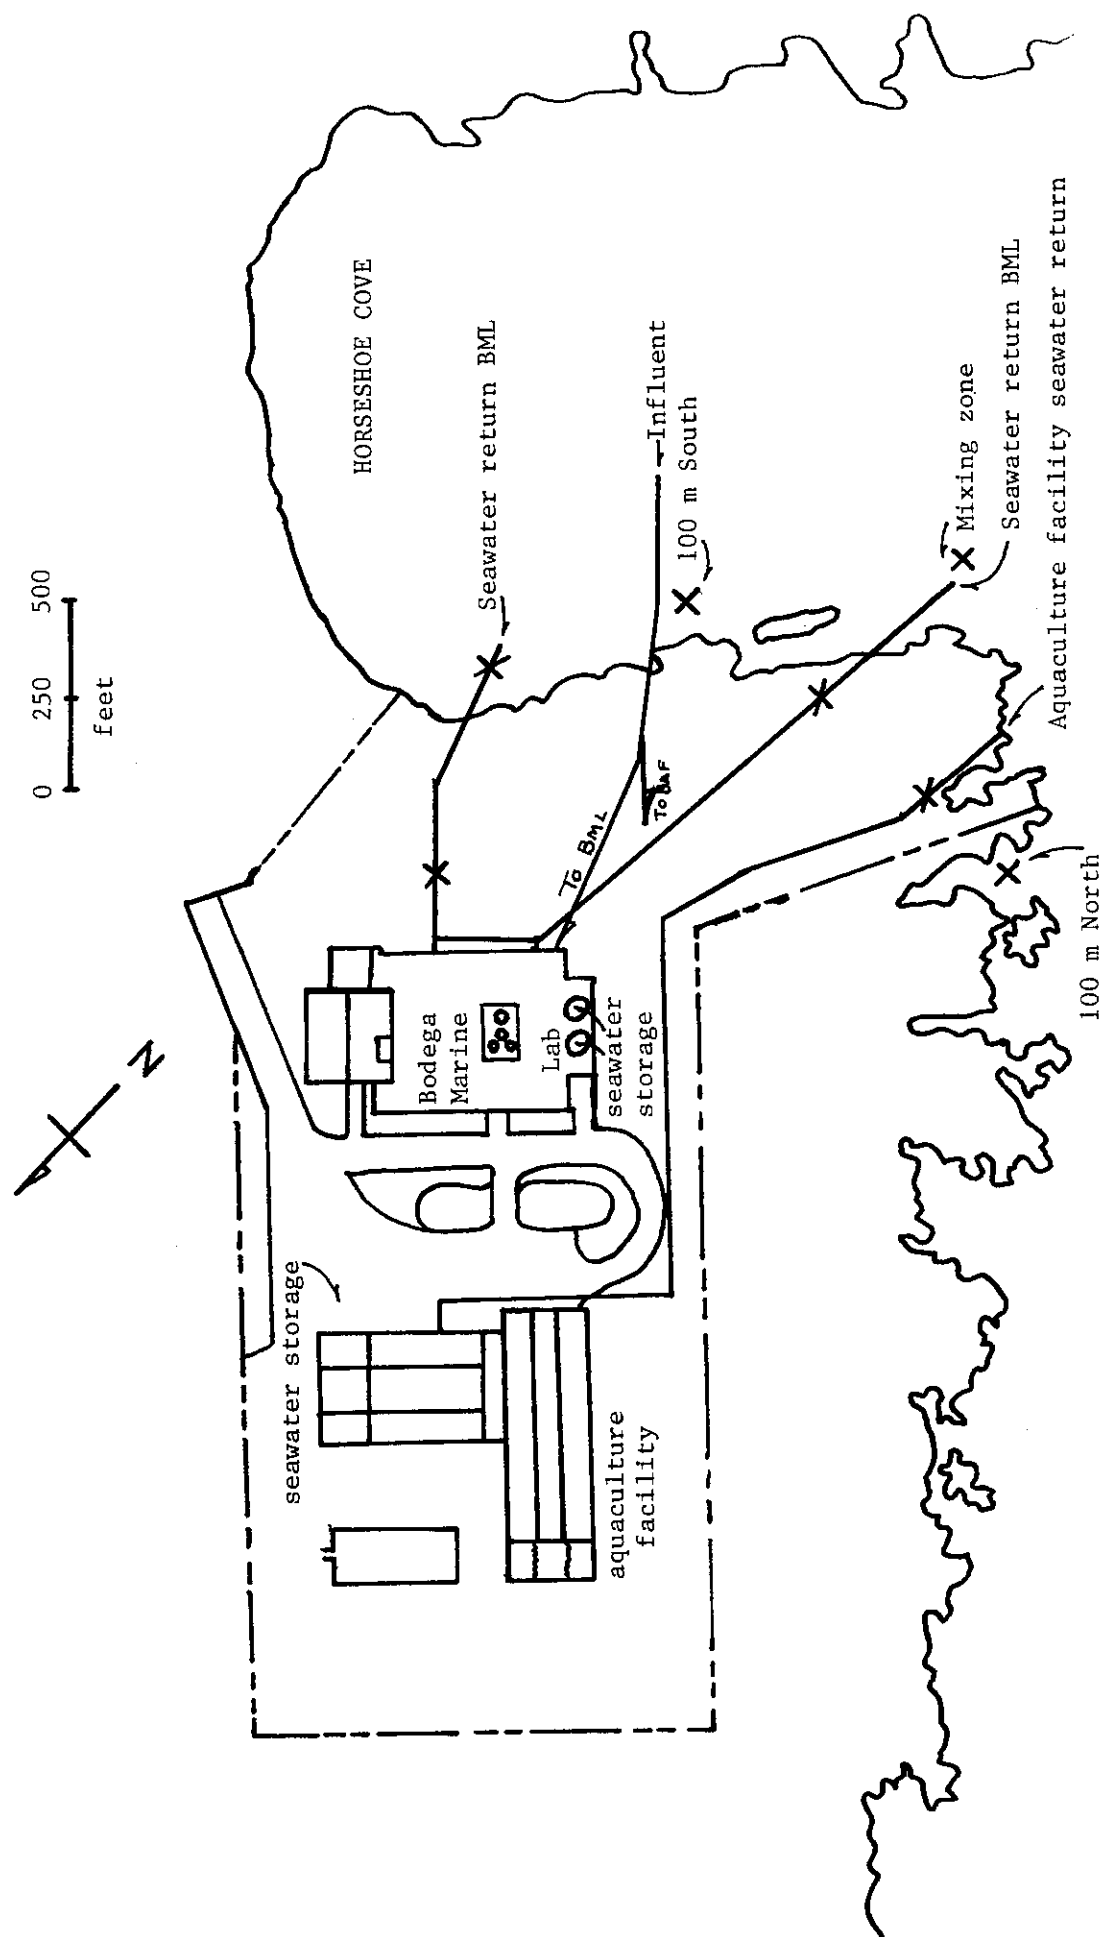 0 250 500
feet
N
HORSESHOE COVE
Seawater return BML
Influent
100 m South
Mixing zone
Seawater return BML
Aquaculture facility seawater return
To BML
To BAF
Bodega
Marine
Lab
seawater
storage
100 m North
seawater storage
aquaculture
facility